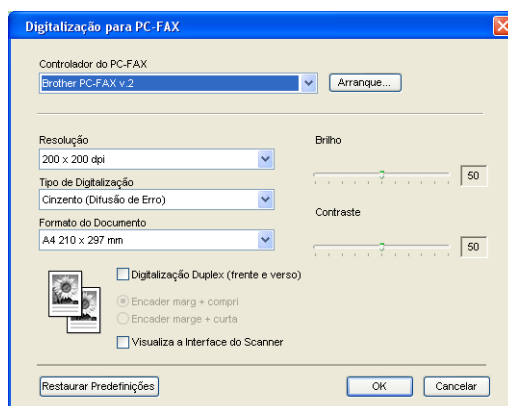 Digitalização para PC-FAX
Controlador do PC-FAX
Brother PC-FAX v.2
Arranque...
Resolução
200 x 200 dpi
Tipo de Digitalização
Cinzento (Difusão de Erro)
Formato do Documento
A4 210 x 297 mm
Brilho
50
Contraste
50
Digitalização Duplex (frente e verso)
Encader marg + compri
Encader marge + curta
Visualiza a Interface do Scanner
Restaurar Predefinições
OK
Cancelar